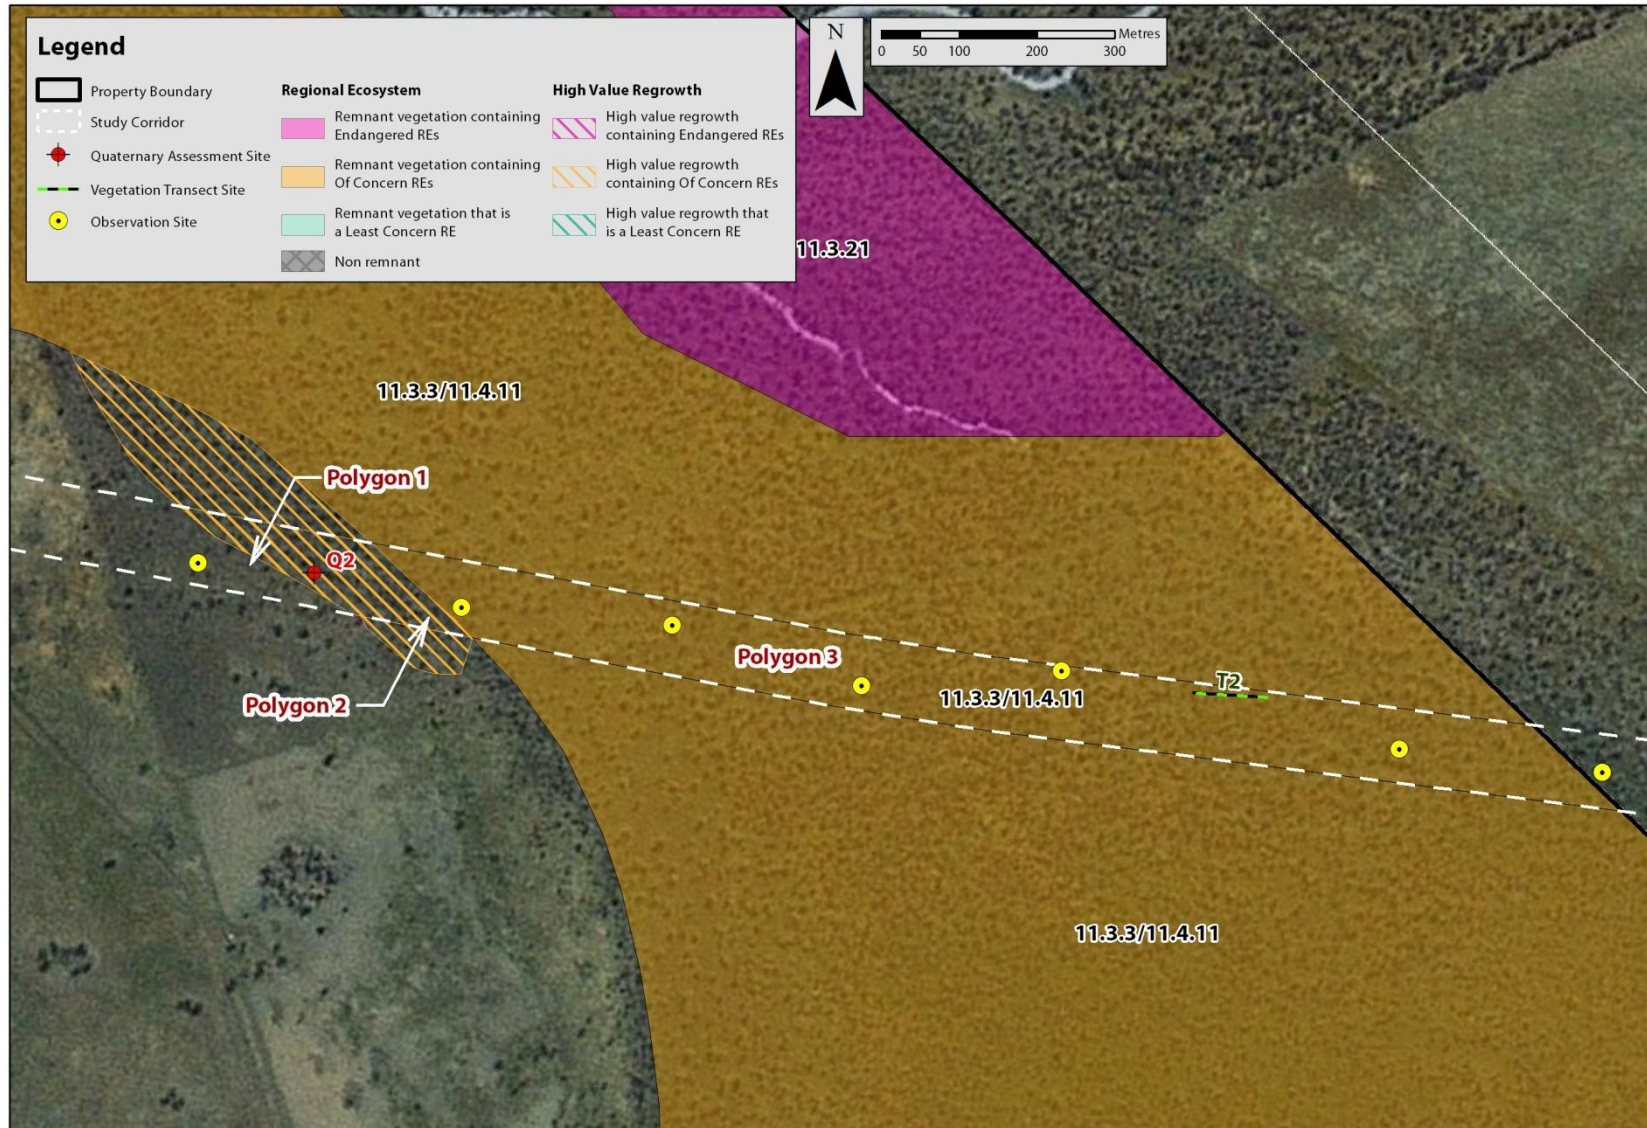 Legend
Property Boundary
Study Corridor
Quaternary Assessment Site
Vegetation Transect Site
Observation Site
Regional Ecosystem
Remnant vegetation containing
Endangered REs
Remnant vegetation containing
Of Concern REs
Remnant vegetation that is
a Least Concern RE
Non remnant
High Value Regrowth
High value regrowth
containing Endangered REs
High value regrowth
containing Of Concern REs
High value regrowth that
is a Least Concern RE
N
Metres
0 50 100 200 300
11.3.21
11.3.3/11.4.11
Polygon 1
Q2
Polygon 3
T2
11.3.3/11.4.11
Polygon 2
11.3.3/11.4.11